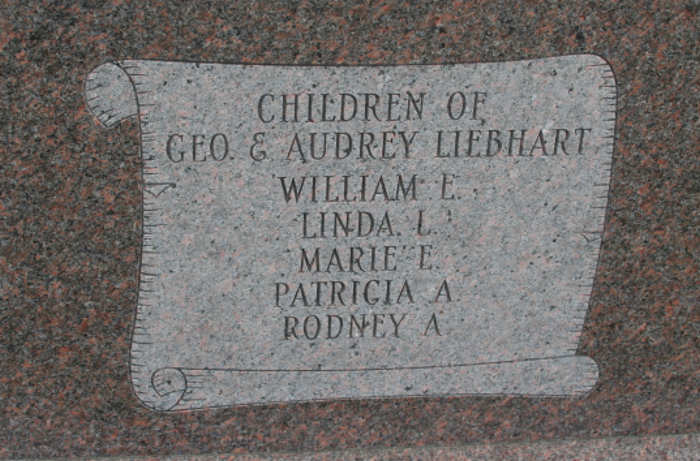 CHILDREN OF
GEO. & AUDREY LIEBHART
WILLIAM E.
LINDA L.
MARIE E.
PATRICIA A.
RODNEY A.